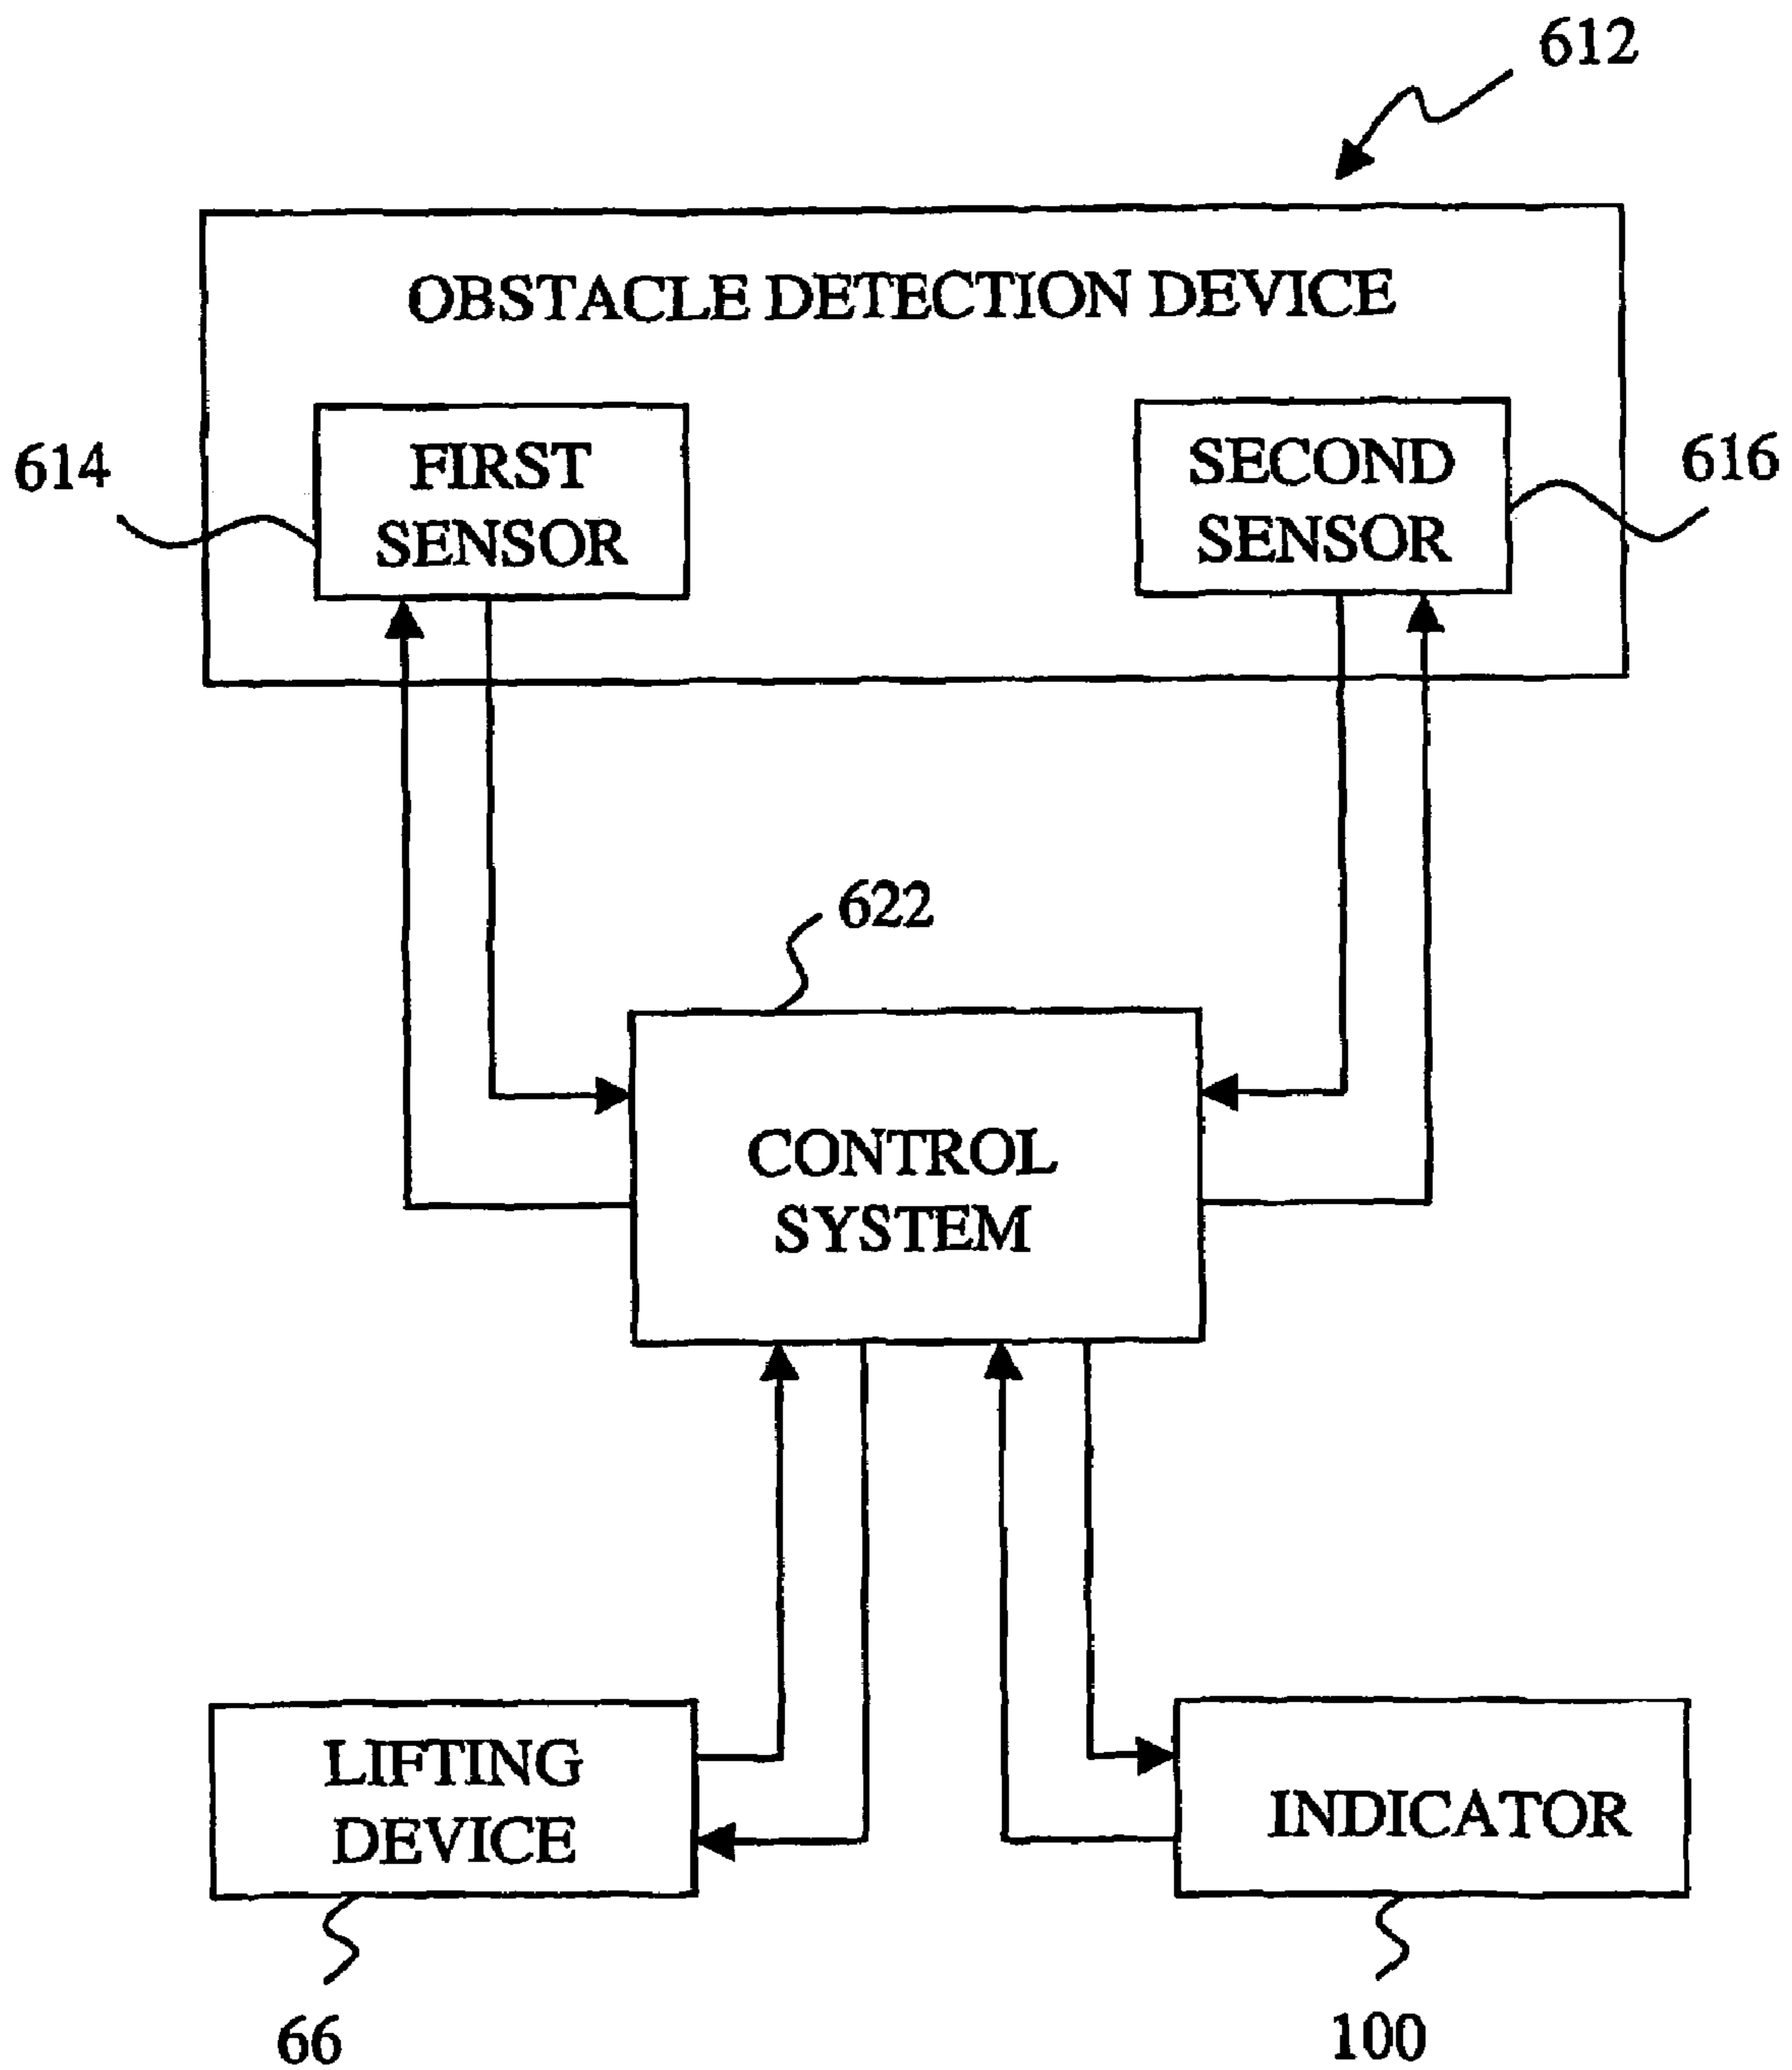 612
OBSTACLE DETECTION DEVICE
614
FIRST
SENSOR
SECOND
SENSOR
616
622
CONTROL
SYSTEM
LIFTING
DEVICE
INDICATOR
66
100